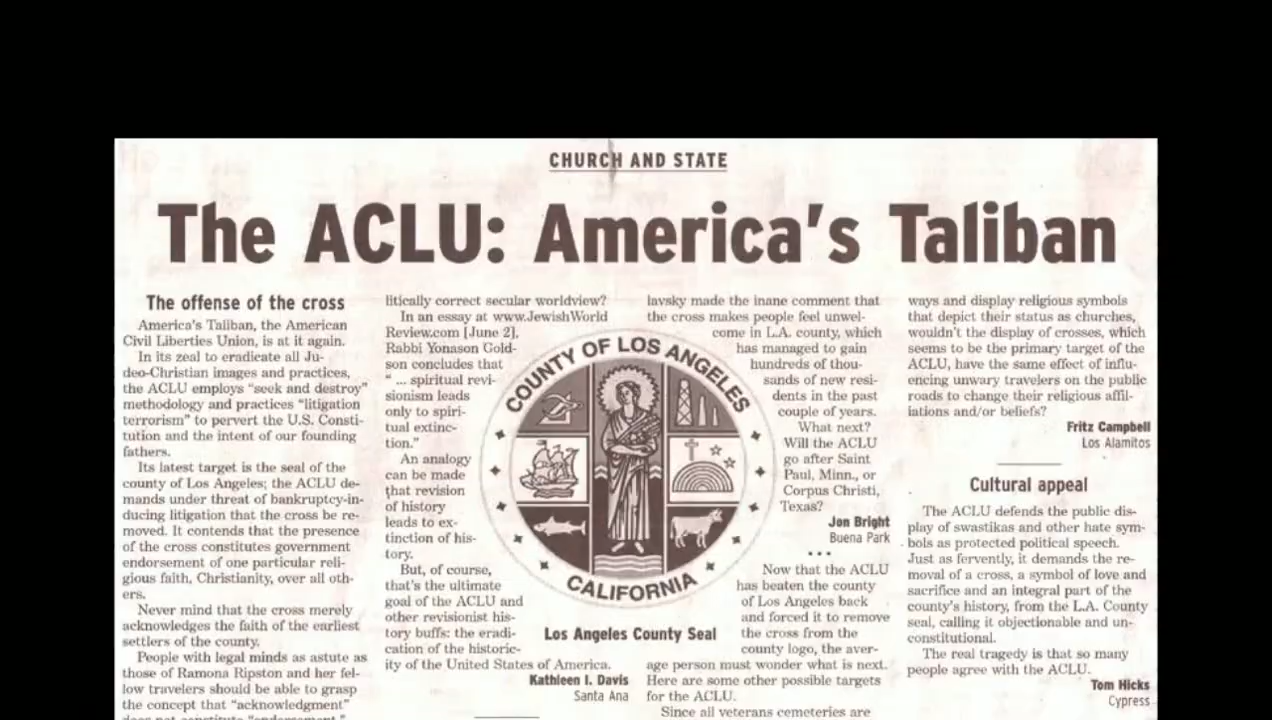 CHURCH AND STATE
The ACLU: America's Taliban
The offense of the cross
America's Taliban, the American
Civil Liberties Union, is at it again.
In its zeal to eradicate all Ju-
deo-Christian images and practices,
the ACLU employs "seek and destroy"
methodology and practices "litigation
terrorism" to pervert the U.S. Consti-
tution and the intent of our founding
fathers.
Its latest target is the seal of the
county of Los Angeles; the ACLU de-
mands under threat of bankruptcy-in-
ducing litigation that the cross be re-
moved. It contends that the presence
of the cross constitutes government
endorsement of one particular reli-
gious faith, Christianity, over all oth-
ers.
Never mind that the cross merely
acknowledges the faith of the earliest
settlers of the county.
People with legal minds as astute as
those of Ramona Ripston and her fel-
low travelers should be able to grasp
the concept that "acknowledgment"
does not constitute "endorsement."
litically correct secular worldview?
In an essay at www.JewishWorld
Review.com [June 2],
Rabbi Yonason Gold-
son concludes that
" ... spiritual revi-
sionism leads
only to spiri-
tual extinc-
tion."
An analogy
can be made
that revision
of history
leads to ex-
tinction of his-
tory.
But, of course,
that's the ultimate
goal of the ACLU and
other revisionist his-
tory buffs: the eradi-
cation of the historic-
ity of the United States of America.
Kathleen I. Davis
Santa Ana
COUNTY OF LOS ANGELES
CALIFORNIA
Los Angeles County Seal
lavsky made the inane comment that
the cross makes people feel unwel-
come in L.A. county, which
has managed to gain
hundreds of thou-
sands of new resi-
dents in the past
couple of years.
What next?
Will the ACLU
go after Saint
Paul, Minn., or
Corpus Christi,
Texas?
Jon Bright
Buena Park
• • •
Now that the ACLU
has beaten the county
of Los Angeles back
and forced it to remove
the cross from the
county logo, the aver-
age person must wonder what is next.
Here are some other possible targets
for the ACLU.
Since all veterans cemeteries are
ways and display religious symbols
that depict their status as churches,
wouldn't the display of crosses, which
seems to be the primary target of the
ACLU, have the same effect of influ-
encing unwary travelers on the public
roads to change their religious affil-
iations and/or beliefs?
Fritz Campbell
Los Alamitos
Cultural appeal
The ACLU defends the public dis-
play of swastikas and other hate sym-
bols as protected political speech.
Just as fervently, it demands the re-
moval of a cross, a symbol of love and
sacrifice and an integral part of the
county's history, from the L.A. County
seal, calling it objectionable and un-
constitutional.
The real tragedy is that so many
people agree with the ACLU.
Tom Hicks
Cypress